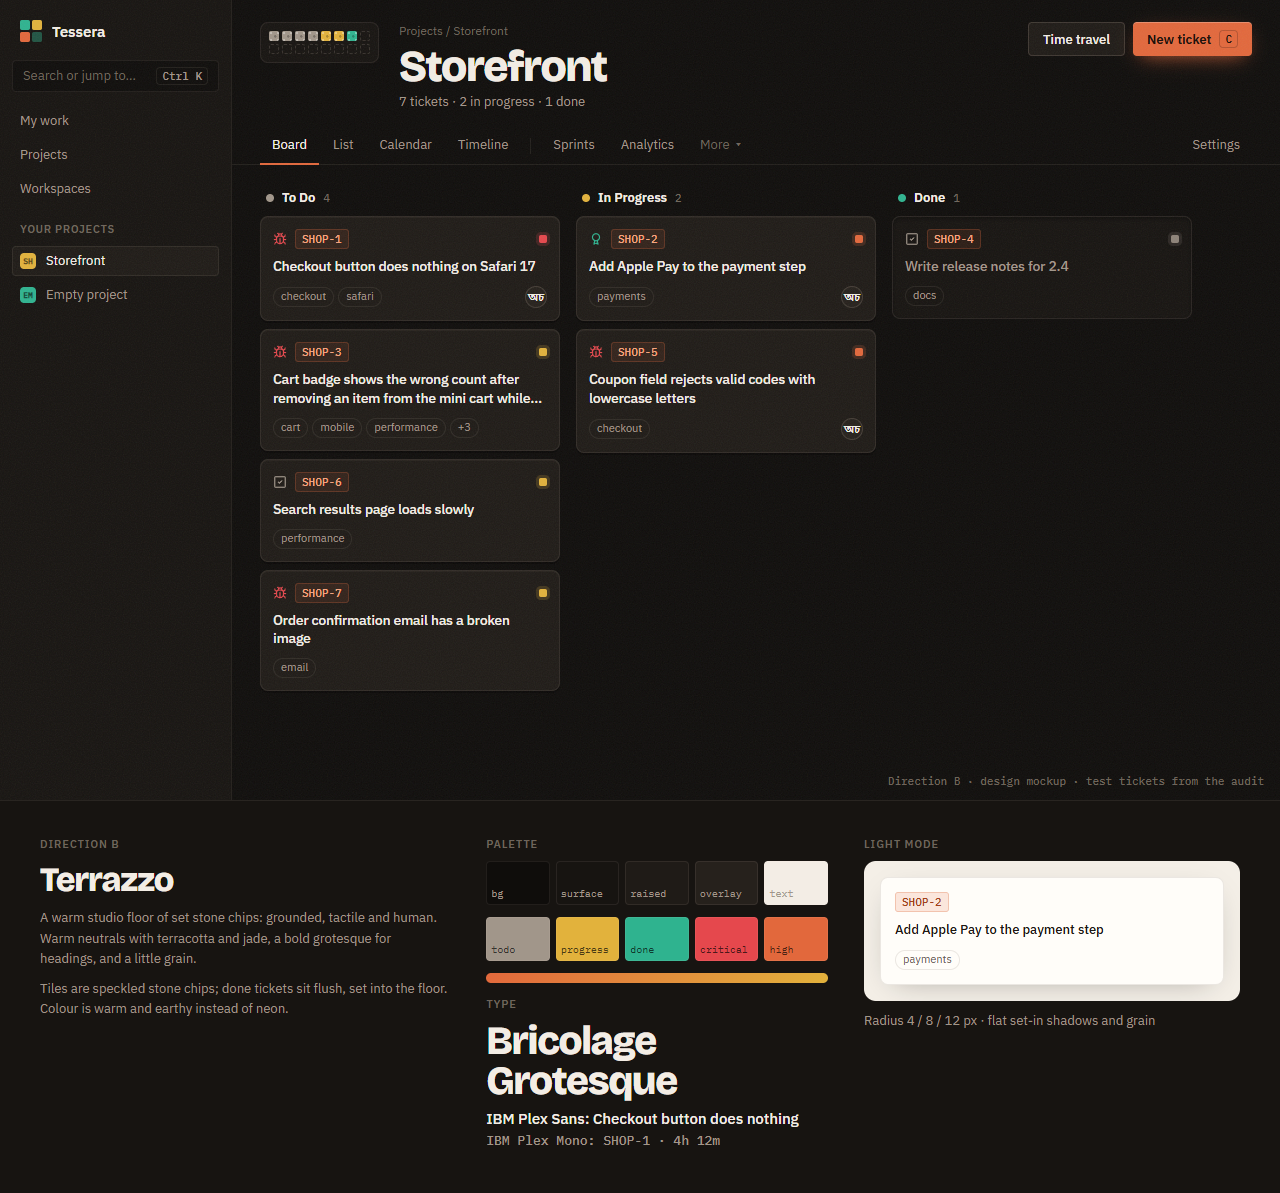 Tessera
Search or jump to... Ctrl K
My work
Projects
Workspaces
YOUR PROJECTS
SH Storefront
EM Empty project
Projects / Storefront
Storefront
7 tickets · 2 in progress · 1 done
Time travel
New ticket C
Board List Calendar Timeline Sprints Analytics More Settings
To Do 4
SHOP-1
Checkout button does nothing on Safari 17
checkout safari
SHOP-3
Cart badge shows the wrong count after
removing an item from the mini cart while...
cart mobile performance +3
SHOP-6
Search results page loads slowly
performance
SHOP-7
Order confirmation email has a broken
image
email
In Progress 2
SHOP-2
Add Apple Pay to the payment step
payments
SHOP-5
Coupon field rejects valid codes with
lowercase letters
checkout
Done 1
SHOP-4
Write release notes for 2.4
docs
Direction B · design mockup · test tickets from the audit
DIRECTION B
Terrazzo
A warm studio floor of set stone chips: grounded, tactile and human.
Warm neutrals with terracotta and jade, a bold grotesque for
headings, and a little grain.
Tiles are speckled stone chips; done tickets sit flush, set into the floor.
Colour is warm and earthy instead of neon.
PALETTE
bg surface raised overlay text
todo progress done critical high
TYPE
Bricolage
Grotesque
IBM Plex Sans: Checkout button does nothing
IBM Plex Mono: SHOP-1 · 4h 12m
LIGHT MODE
SHOP-2
Add Apple Pay to the payment step
payments
Radius 4 / 8 / 12 px · flat set-in shadows and grain